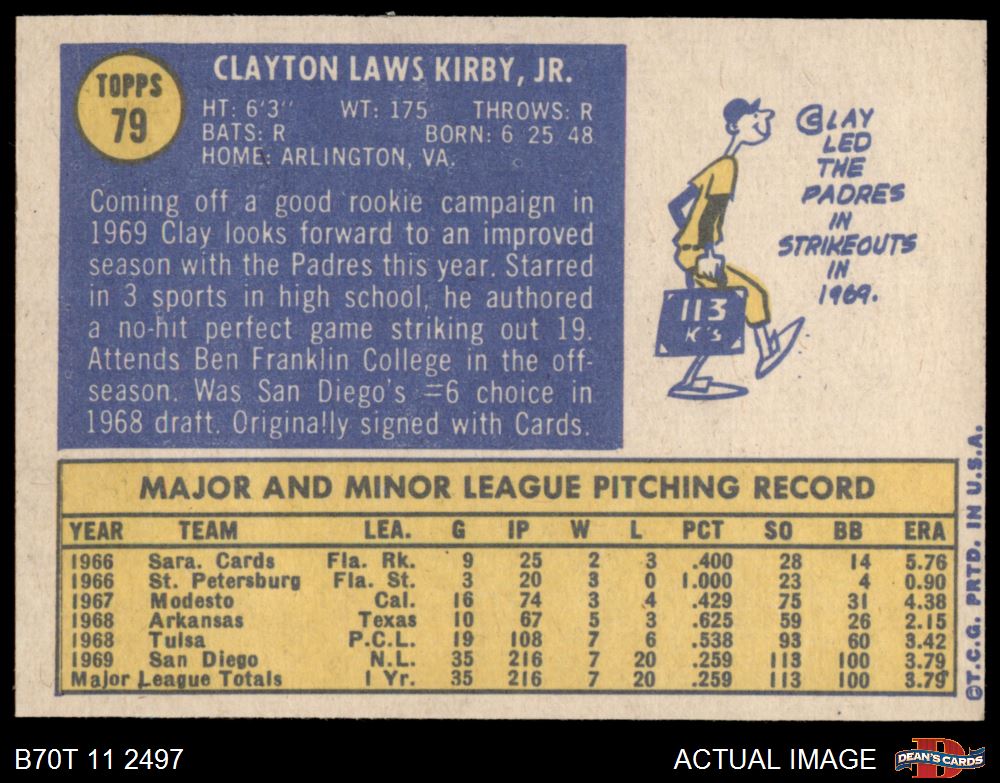 TOPPS
79
CLAYTON LAWS KIRBY, JR.
HT: 6'3" WT: 175 THROWS: R
BATS: R BORN: 6 25 48
HOME: ARLINGTON, VA.
Coming off a good rookie campaign in
1969 Clay looks forward to an improved
season with the Padres this year. Starred
in 3 sports in high school, he authored
a no-hit perfect game striking out 19.
Attends Ben Franklin College in the off-
season. Was San Diego's =6 choice in
1968 draft. Originally signed with Cards.
CLAY
LED
THE
PADRES
IN
STRIKEOUTS
IN
1969.
113
K's
MAJOR AND MINOR LEAGUE PITCHING RECORD
YEAR TEAM LEA. G IP W L PCT SO BB ERA
1966 Sara. Cards Fla. Rk. 9 25 2 3 .400 28 14 5.76
1966 St. Petersburg Fla. St. 3 20 3 0 1.000 23 4 0.90
1967 Modesto Cal. 16 74 3 4 .429 75 31 4.38
1968 Arkansas Texas 10 67 5 3 .625 59 26 2.15
1968 Tulsa P.C.L. 19 108 7 6 .538 93 60 3.42
1969 San Diego N.L. 35 216 7 20 .259 113 100 3.79
Major League Totals 1 Yr. 35 216 7 20 .259 113 100 3.79
©T.C.G. PRTD. IN U.S.A.
B70T 11 2497
ACTUAL IMAGE
D
DEAN'S CARDS